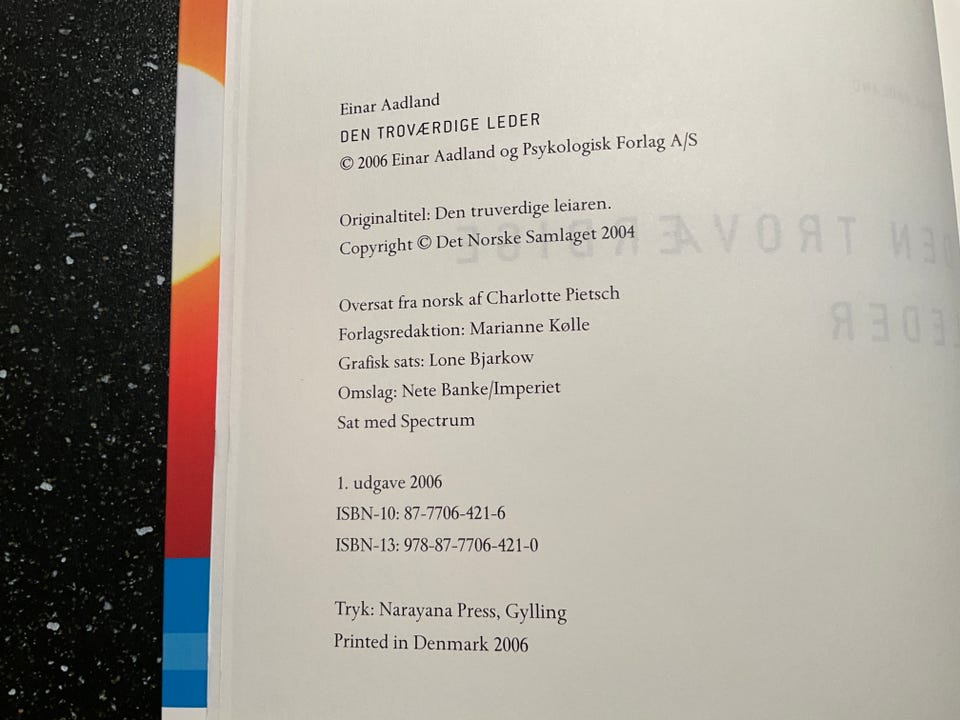 Einar Aadland
DEN TROVÆRDIGE LEDER
© 2006 Einar Aadland og Psykologisk Forlag A/S
Originaltitel: Den truverdige leiaren.
Copyright © Det Norske Samlaget 2004
Oversat fra norsk af Charlotte Pietsch
Forlagsredaktion: Marianne Kølle
Grafisk sats: Lone Bjarkow
Omslag: Nete Banke/Imperiet
Sat med Spectrum
1. udgave 2006
ISBN-10: 87-7706-421-6
ISBN-13: 978-87-7706-421-0
Tryk: Narayana Press, Gylling
Printed in Denmark 2006
DEN TROVÆRDIGE
LEDER